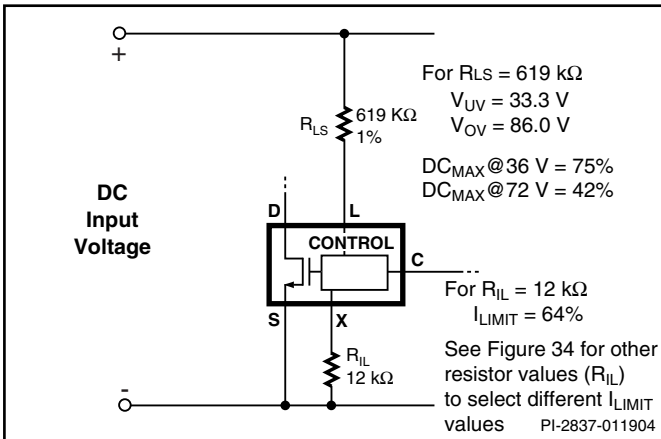 +
For RLS = 619 kΩ
VUV = 33.3 V
VOV = 86.0 V
DCMAX@36 V = 75%
DCMAX@72 V = 42%
RLS
619 KΩ
1%
DC
Input
Voltage
D
L
CONTROL
C
S
X
For RIL = 12 kΩ
ILIMIT = 64%
See Figure 34 for other
resistor values (RIL)
to select different ILIMIT
values
RIL
12 kΩ
-
PI-2837-011904